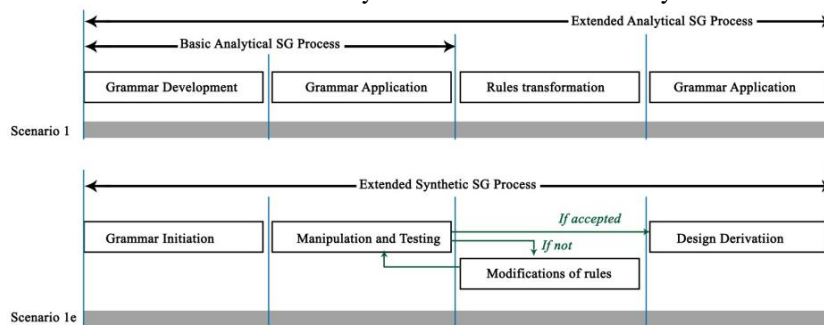 Extended Analytical SG Process
Basic Analytical SG Process
Grammar Development
Grammar Application
Rules transformation
Grammar Application
Scenario 1
Extended Synthetic SG Process
If accepted
Grammar Initiation
Manipulation and Testing
Design Derivatiion
If not
Modifications of rules
Scenario 1e